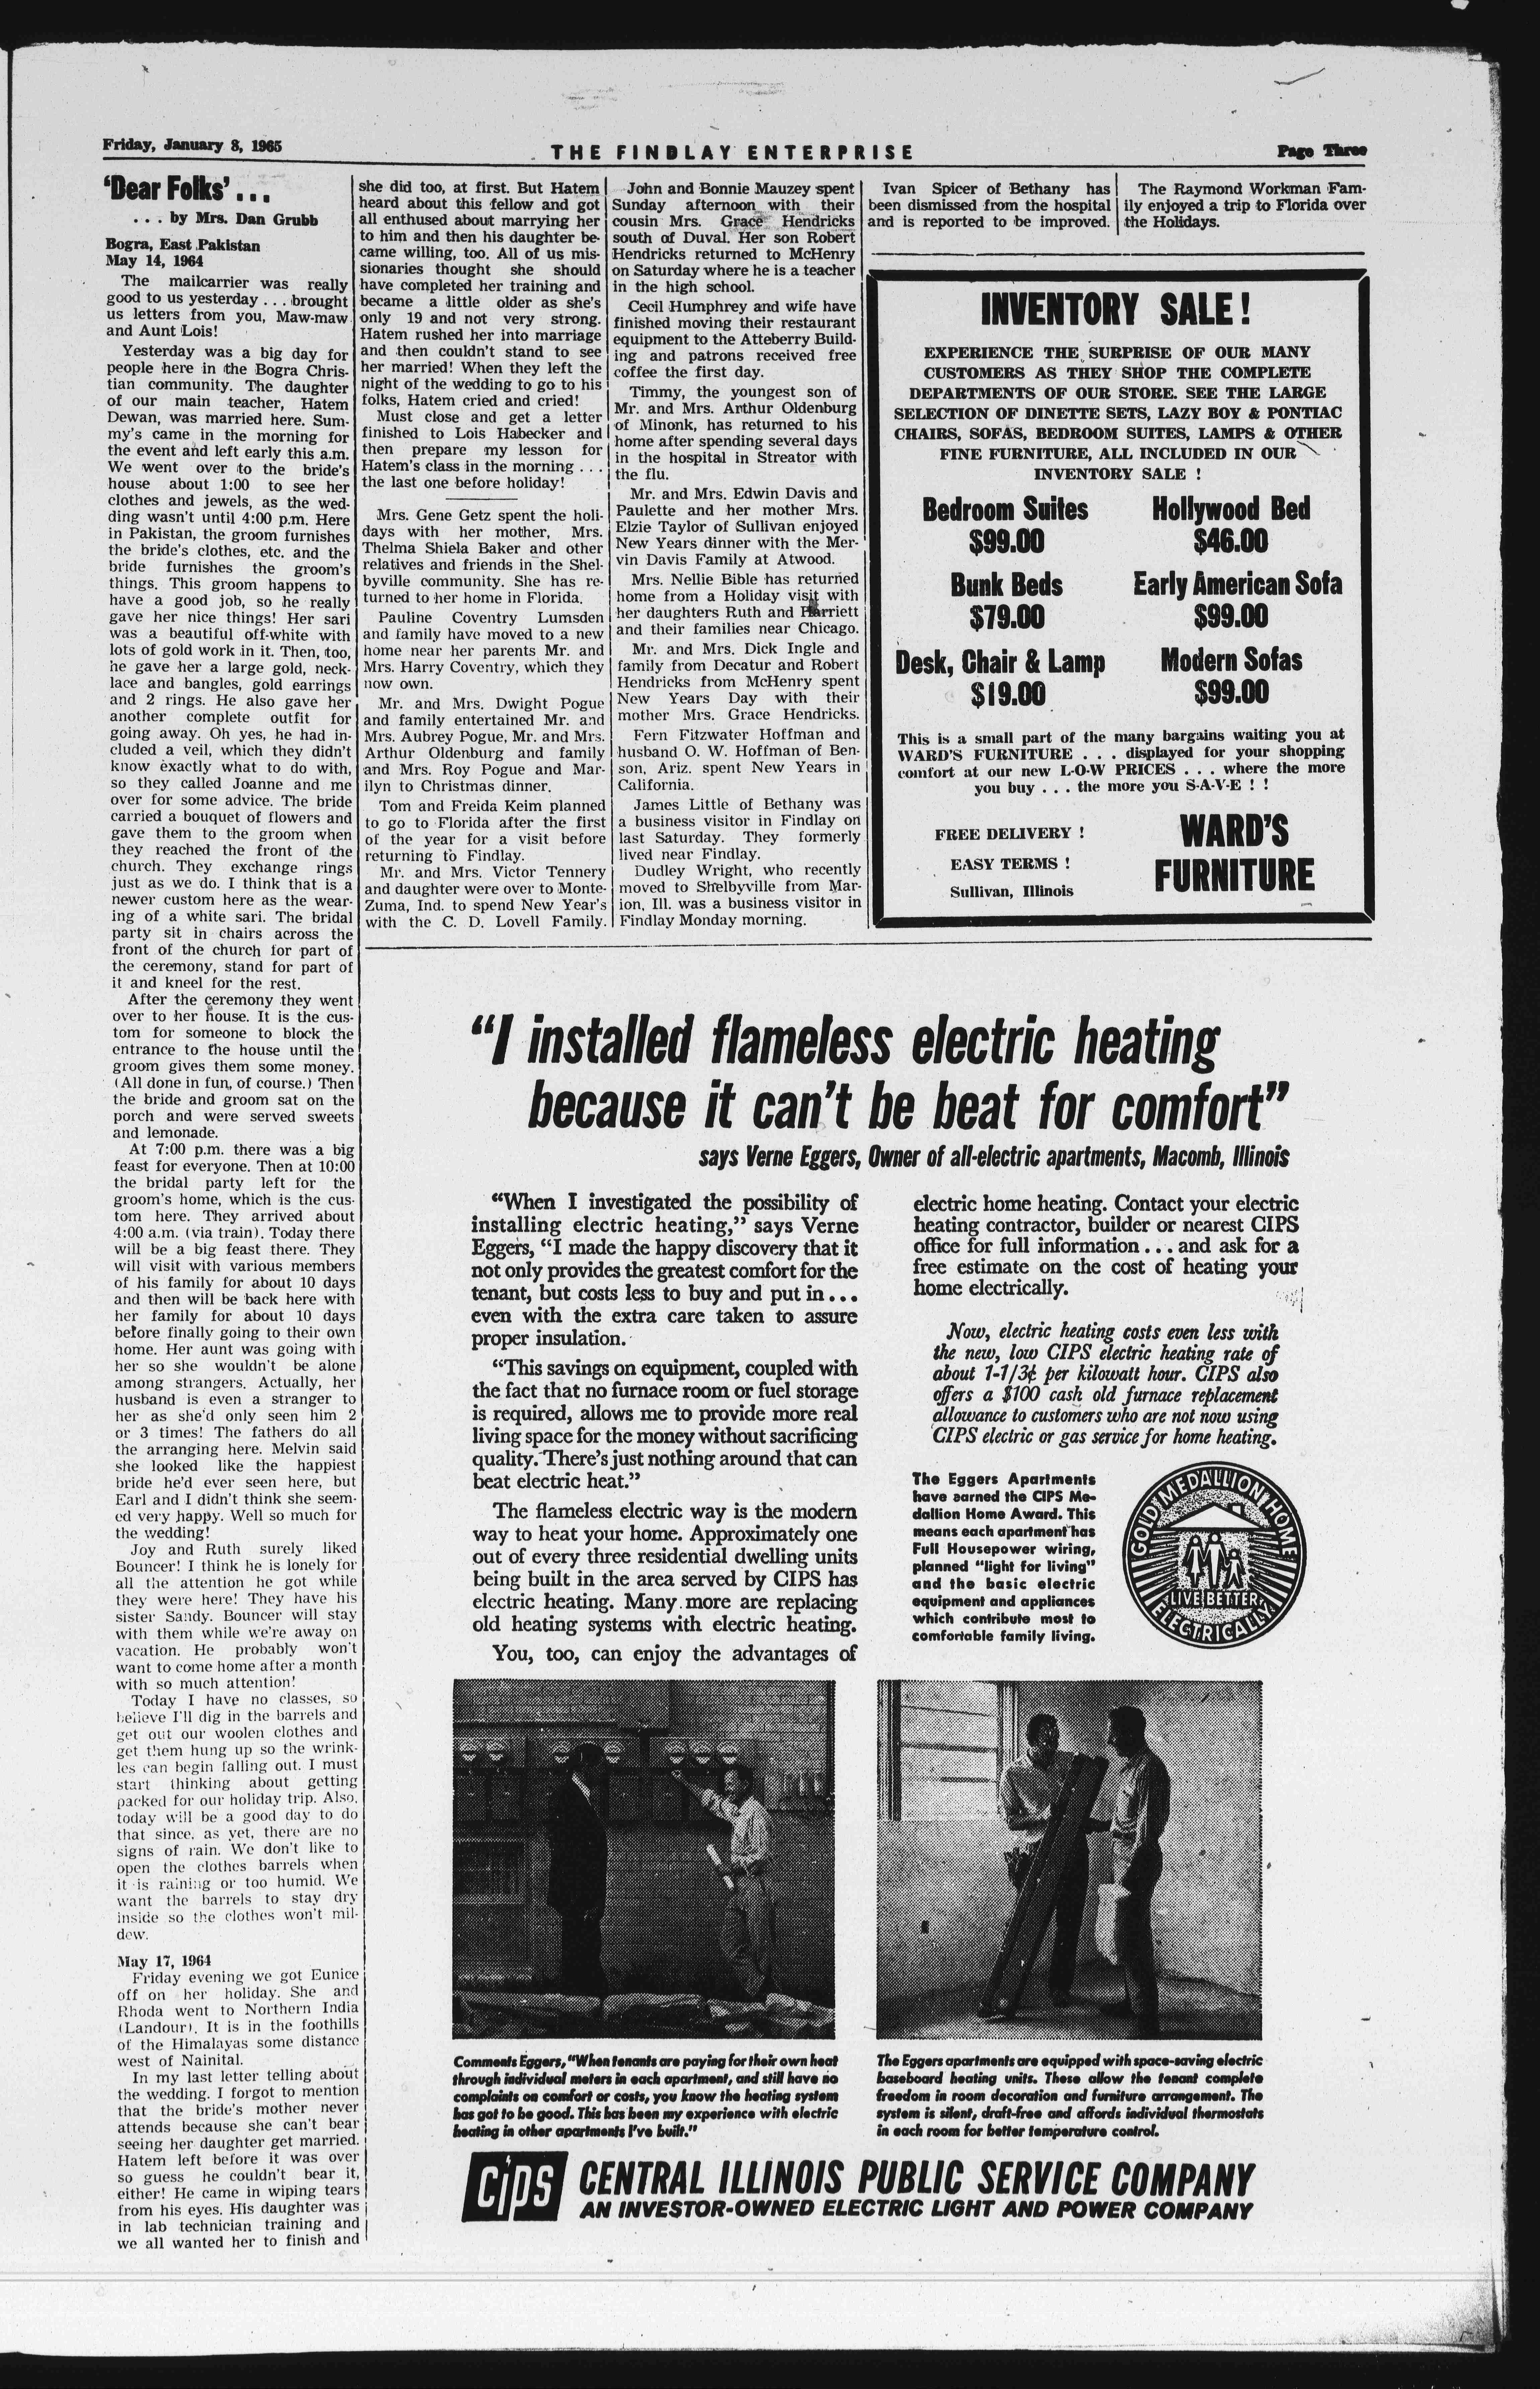 Friday, January 8, 1965
THE FINDLAY ENTERPRISE
Page Three
'Dear Folks' ...
... by Mrs. Dan Grubb
Bogra, East Pakistan
May 14, 1964
The mailcarrier was really
good to us yesterday ... brought
us letters from you, Maw-maw
and Aunt Lois!
Yesterday was a big day for
people here in the Bogra Chris-
tian community. The daughter
of our main teacher, Hatem
Dewan, was married here. Sum-
my's came in the morning for
the event and left early this a.m.
We went over to the bride's
house about 1:00 to see her
clothes and jewels, as the wed-
ding wasn't until 4:00 p.m. Here
in Pakistan, the groom furnishes
the bride's clothes, etc. and the
bride furnishes the groom's
things. This groom happens to
have a good job, so he really
gave her nice things! Her sari
was a beautiful off-white with
lots of gold work in it. Then, too,
he gave her a large gold, neck-
lace and bangles, gold earrings
and 2 rings. He also gave her
another complete outfit for
going away. Oh yes, he had in-
cluded a veil, which they didn't
know exactly what to do with,
so they called Joanne and me
over for some advice. The bride
carried a bouquet of flowers and
gave them to the groom when
they reached the front of the
church. They exchange rings
just as we do. I think that is a
newer custom here as the wear-
ing of a white sari. The bridal
party sit in chairs across the
front of the church for part of
the ceremony, stand for part of
it and kneel for the rest.
After the ceremony they went
over to her house. It is the cus-
tom for someone to block the
entrance to the house until the
groom gives them some money.
(All done in fun, of course.) Then
the bride and groom sat on the
porch and were served sweets
and lemonade.
At 7:00 p.m. there was a big
feast for everyone. Then at 10:00
the bridal party left for the
groom's home, which is the cus-
tom here. They arrived about
4:00 a.m. (via train). Today there
will be a big feast there. They
will visit with various members
of his family for about 10 days
and then will be back here with
her family for about 10 days
before finally going to their own
home. Her aunt was going with
her so she wouldn't be alone
among strangers. Actually, her
husband is even a stranger to
her as she'd only seen him 2
or 3 times! The fathers do all
the arranging here. Melvin said
she looked like the happiest
bride he'd ever seen here, but
Earl and I didn't think she seem-
ed very happy. Well so much for
the wedding!
Joy and Ruth surely liked
Bouncer! I think he is lonely for
all the attention he got while
they were here! They have his
sister Sandy. Bouncer will stay
with them while we're away on
vacation. He probably won't
want to come home after a month
with so much attention!
Today I have no classes, so
believe I'll dig in the barrels and
get out our woolen clothes and
get them hung up so the wrink-
les can begin falling out. I must
start thinking about getting
packed for our holiday trip. Also,
today will be a good day to do
that since, as yet, there are no
signs of rain. We don't like to
open the clothes barrels when
it is raining or too humid. We
want the barrels to stay dry
inside so the clothes won't mil-
dew.
May 17, 1964
Friday evening we got Eunice
off on her holiday. She and
Rhoda went to Northern India
(Landour). It is in the foothills
of the Himalayas some distance
west of Nainital.
In my last letter telling about
the wedding. I forgot to mention
that the bride's mother never
attends because she can't bear
seeing her daughter get married.
Hatem left before it was over
so guess he couldn't bear it,
either! He came in wiping tears
from his eyes. His daughter was
in lab technician training and
we all wanted her to finish and
she did too, at first. But Hatem
heard about this fellow and got
all enthused about marrying her
to him and then his daughter be-
came willing, too. All of us mis-
sionaries thought she should
have completed her training and
became a little older as she's
only 19 and not very strong.
Hatem rushed her into marriage
and then couldn't stand to see
her married! When they left the
night of the wedding to go to his
folks, Hatem cried and cried!
Must close and get a letter
finished to Lois Habecker and
then prepare my lesson for
Hatem's class in the morning ...
the last one before holiday!
Mrs. Gene Getz spent the holi-
days with her mother, Mrs.
Thelma Shiela Baker and other
relatives and friends in the Shel-
byville community. She has re-
turned to her home in Florida.
Pauline Coventry Lumsden
and family have moved to a new
home near her parents Mr. and
Mrs. Harry Coventry, which they
now own.
Mr. and Mrs. Dwight Pogue
and family entertained Mr. and
Mrs. Aubrey Pogue, Mr. and Mrs.
Arthur Oldenburg and family
and Mrs. Roy Pogue and Mar-
ilyn to Christmas dinner.
Tom and Freida Keim planned
to go to Florida after the first
of the year for a visit before
returning to Findlay.
Mr. and Mrs. Victor Tennery
and daughter were over to Monte-
Zuma, Ind. to spend New Year's
with the C. D. Lovell Family.
John and Bonnie Mauzey spent
Sunday afternoon with their
cousin Mrs. Grace Hendricks
south of Duval. Her son Robert
Hendricks returned to McHenry
on Saturday where he is a teacher
in the high school.
Cecil Humphrey and wife have
finished moving their restaurant
equipment to the Atteberry Build-
ing and patrons received free
coffee the first day.
Timmy, the youngest son of
Mr. and Mrs. Arthur Oldenburg
of Minonk, has returned to his
home after spending several days
in the hospital in Streator with
the flu.
Mr. and Mrs. Edwin Davis and
Paulette and her mother Mrs.
Elzie Taylor of Sullivan enjoyed
New Years dinner with the Mer-
vin Davis Family at Atwood.
Mrs. Nellie Bible has returned
home from a Holiday visit with
her daughters Ruth and Harriett
and their families near Chicago.
Mr. and Mrs. Dick Ingle and
family from Decatur and Robert
Hendricks from McHenry spent
New Years Day with their
mother Mrs. Grace Hendricks.
Fern Fitzwater Hoffman and
husband O. W. Hoffman of Ben-
son, Ariz. spent New Years in
California.
James Little of Bethany was
a business visitor in Findlay on
last Saturday. They formerly
lived near Findlay.
Dudley Wright, who recently
moved to Shelbyville from Mar-
ion, Ill. was a business visitor in
Findlay Monday morning.
Ivan Spicer of Bethany has
been dismissed from the hospital
and is reported to be improved.
The Raymond Workman Fam-
ily enjoyed a trip to Florida over
the Holidays.
INVENTORY SALE!
EXPERIENCE THE SURPRISE OF OUR MANY
CUSTOMERS AS THEY SHOP THE COMPLETE
DEPARTMENTS OF OUR STORE. SEE THE LARGE
SELECTION OF DINETTE SETS, LAZY BOY & PONTIAC
CHAIRS, SOFAS, BEDROOM SUITES, LAMPS & OTHER
FINE FURNITURE, ALL INCLUDED IN OUR
INVENTORY SALE !
Bedroom Suites
$99.00
Hollywood Bed
$46.00
Bunk Beds
$79.00
Early American Sofa
$99.00
Desk, Chair & Lamp
$19.00
Modern Sofas
$99.00
This is a small part of the many bargains waiting you at
WARD'S FURNITURE . . . displayed for your shopping
comfort at our new L-O-W PRICES . . . where the more
you buy . . . the more you S-A-V-E ! !
FREE DELIVERY !
EASY TERMS !
Sullivan, Illinois
WARD'S
FURNITURE
"I installed flameless electric heating
because it can't be beat for comfort"
says Verne Eggers, Owner of all-electric apartments, Macomb, Illinois
"When I investigated the possibility of
installing electric heating," says Verne
Eggers, "I made the happy discovery that it
not only provides the greatest comfort for the
tenant, but costs less to buy and put in...
even with the extra care taken to assure
proper insulation.
"This savings on equipment, coupled with
the fact that no furnace room or fuel storage
is required, allows me to provide more real
living space for the money without sacrificing
quality. There's just nothing around that can
beat electric heat."
The flameless electric way is the modern
way to heat your home. Approximately one
out of every three residential dwelling units
being built in the area served by CIPS has
electric heating. Many more are replacing
old heating systems with electric heating.
You, too, can enjoy the advantages of
electric home heating. Contact your electric
heating contractor, builder or nearest CIPS
office for full information... and ask for a
free estimate on the cost of heating your
home electrically.
Now, electric heating costs even less with
the new, low CIPS electric heating rate of
about 1-1/3¢ per kilowatt hour. CIPS also
offers a $100 cash old furnace replacement
allowance to customers who are not now using
CIPS electric or gas service for home heating.
The Eggers Apartments
have earned the CIPS Me-
dallion Home Award. This
means each apartment has
Full Housepower wiring,
planned "light for living"
and the basic electric
equipment and appliances
which contribute most to
comfortable family living.
GOLD MEDALLION HOME
LIVE BETTER
ELECTRICALLY
Comments Eggers, "When tenants are paying for their own heat
through individual meters in each apartment, and still have no
complaints on comfort or costs, you know the heating system
has got to be good. This has been my experience with electric
heating in other apartments I've built."
The Eggers apartments are equipped with space-saving electric
baseboard heating units. These allow the tenant complete
freedom in room decoration and furniture arrangement. The
system is silent, draft-free and affords individual thermostats
in each room for better temperature control.
CIPS
CENTRAL ILLINOIS PUBLIC SERVICE COMPANY
AN INVESTOR-OWNED ELECTRIC LIGHT AND POWER COMPANY